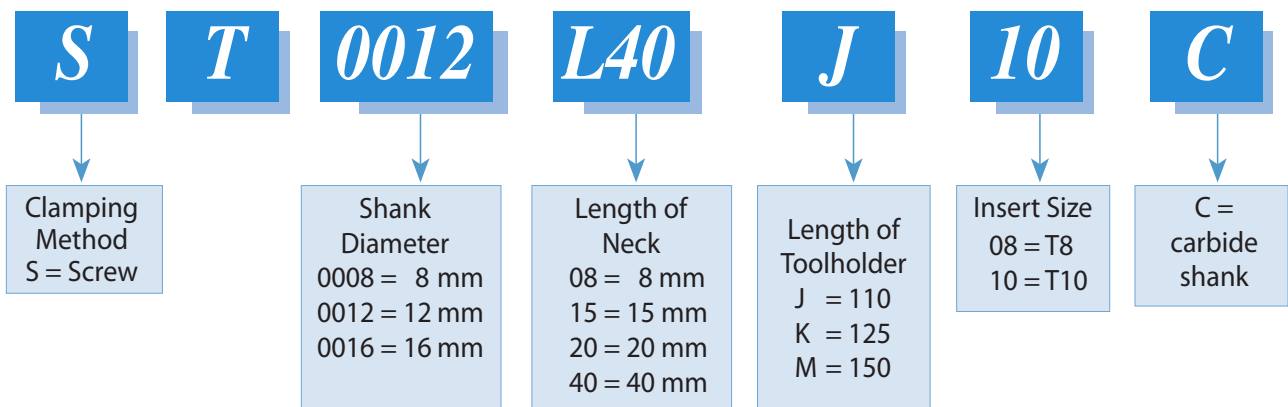 S T 0012 L40 J 10 C
Clamping
Method
S = Screw
Shank
Diameter
0008 = 8 mm
0012 = 12 mm
0016 = 16 mm
Length of
Neck
08 = 8 mm
15 = 15 mm
20 = 20 mm
40 = 40 mm
Length of
Toolholder
J = 110
K = 125
M = 150
Insert Size
08 = T8
10 = T10
C =
carbide
shank